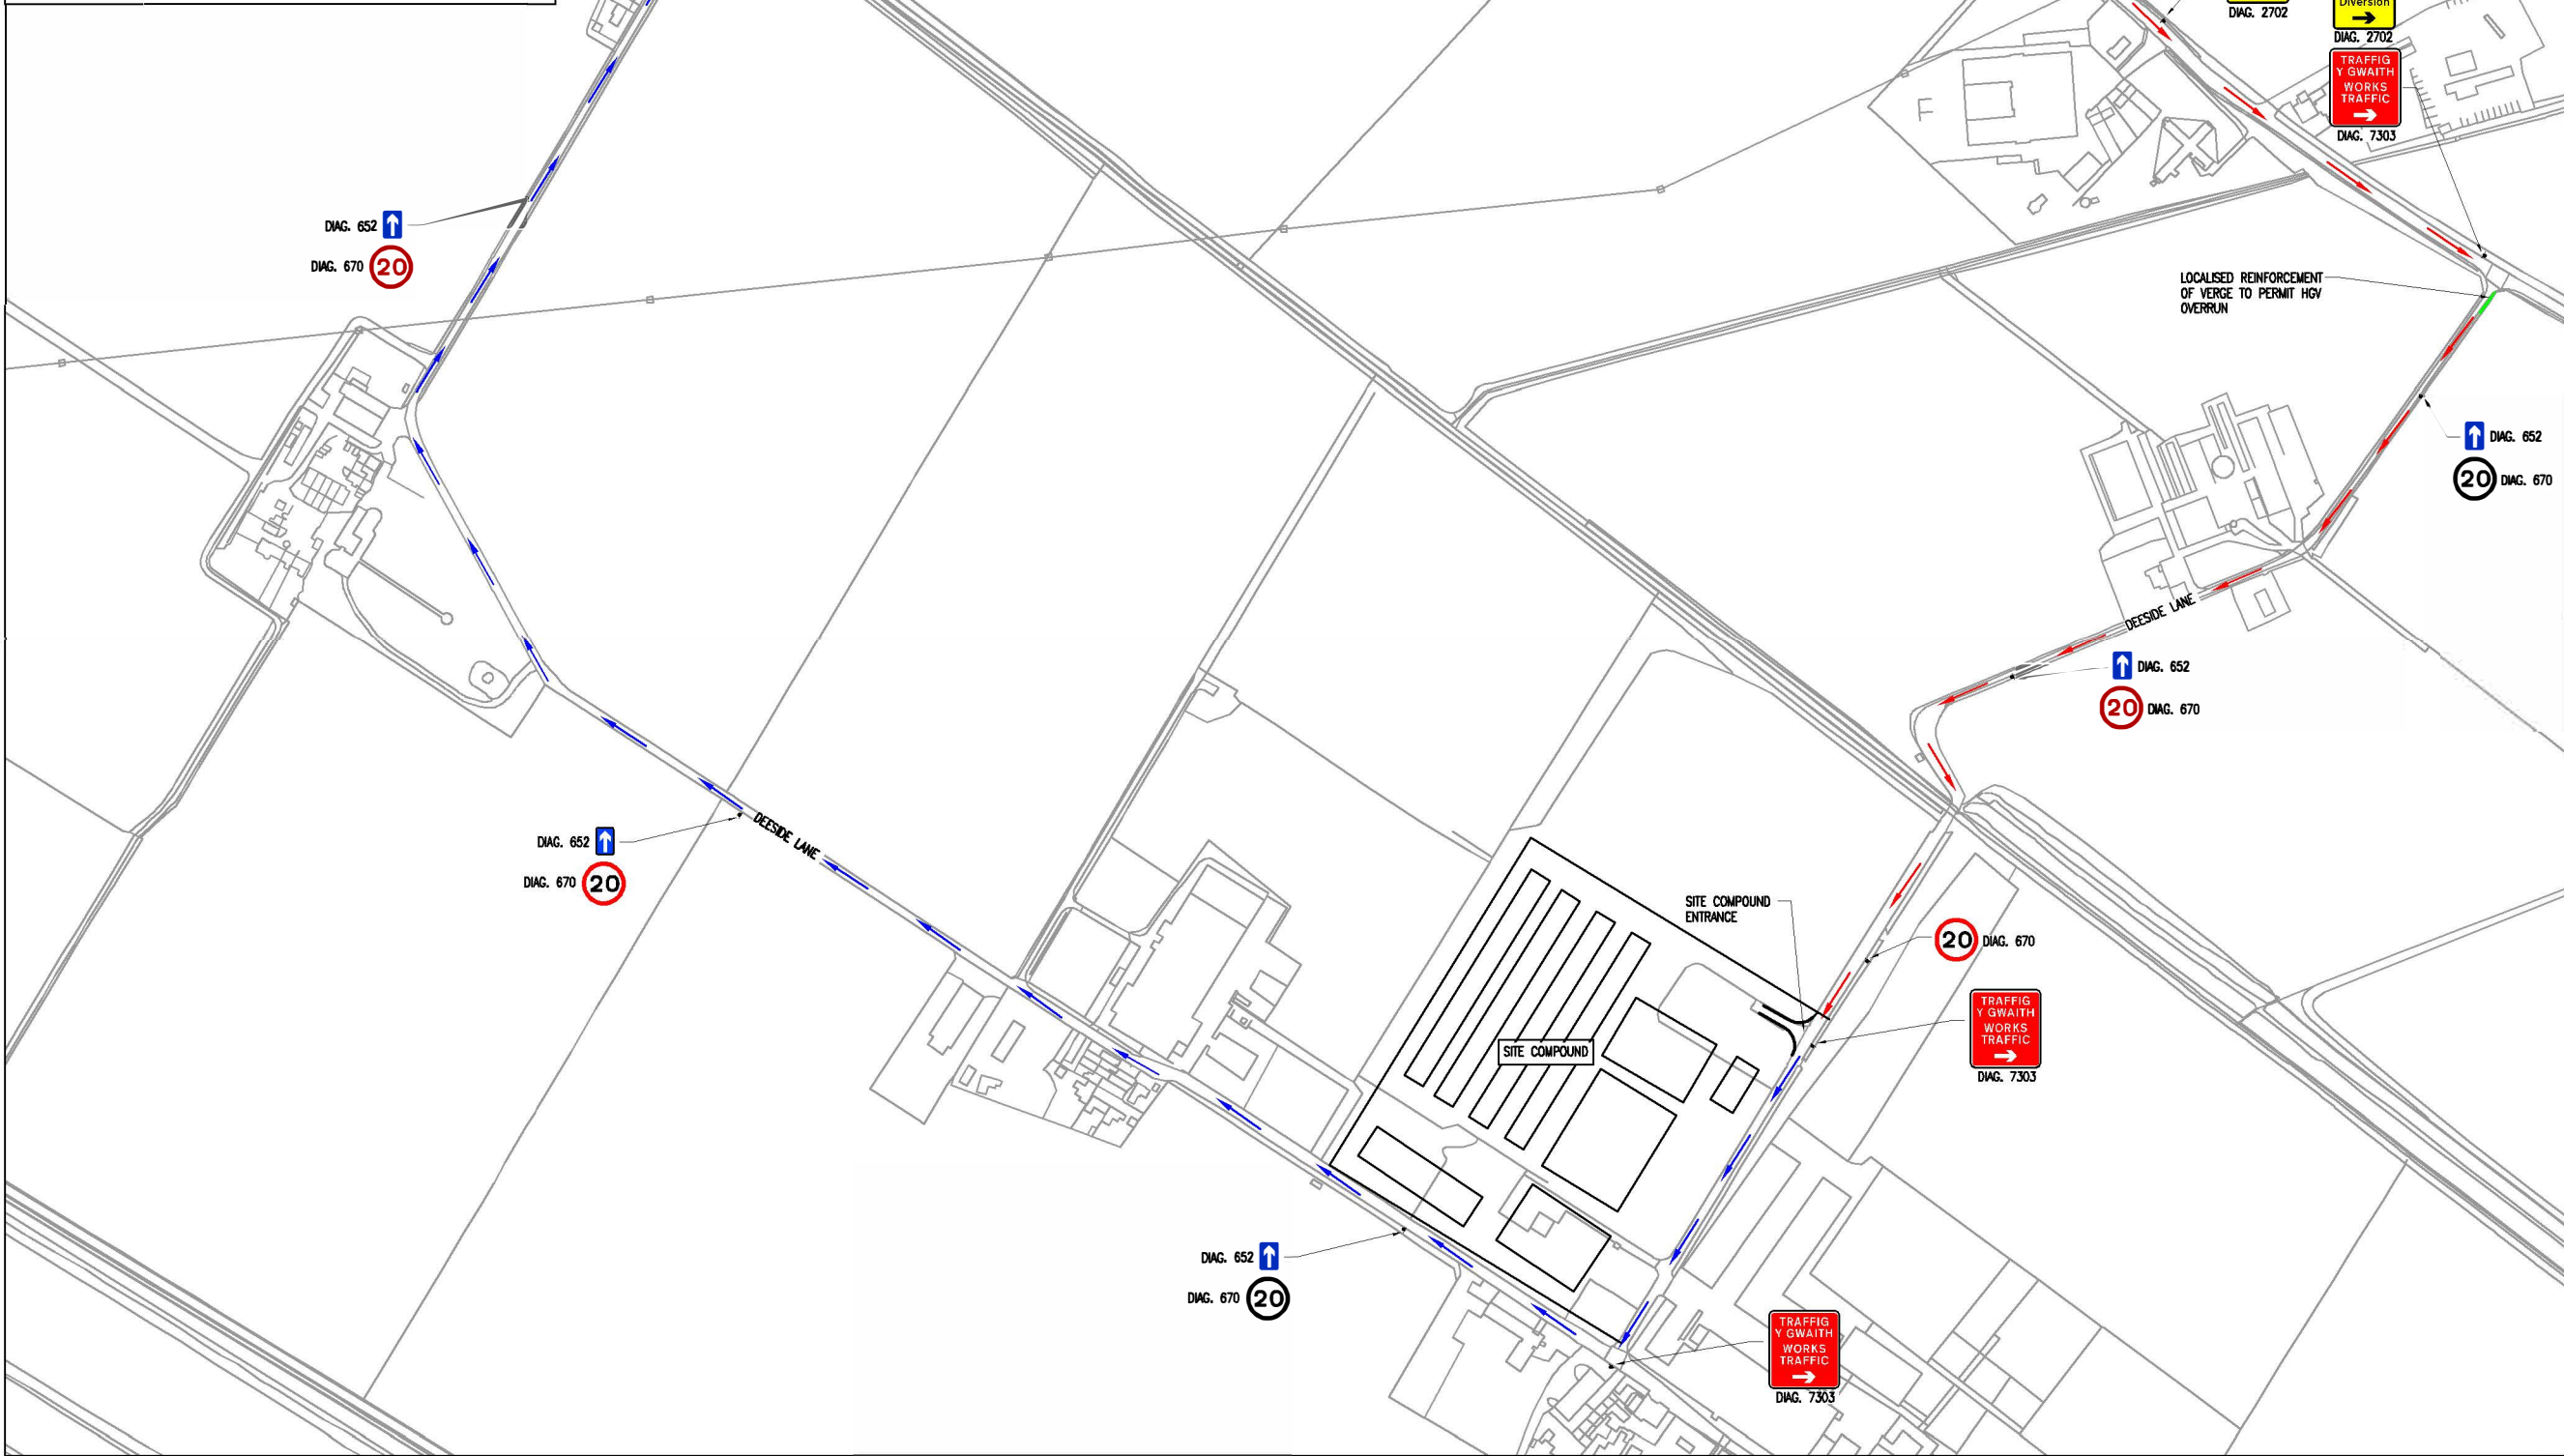 DIAG. 2702
Diversion
DIAG. 2702
TRAFFIG
Y GWAITH
WORKS
TRAFFIC
DIAG. 7303
DIAG. 652
DIAG. 670 20
LOCALISED REINFORCEMENT
OF VERGE TO PERMIT HGV
OVERRUN
DIAG. 652
20 DIAG. 670
DEESIDE LANE
DIAG. 652
20 DIAG. 670
DEESIDE LANE
DIAG. 652
DIAG. 670 20
SITE COMPOUND
ENTRANCE
20 DIAG. 670
TRAFFIG
Y GWAITH
WORKS
TRAFFIC
DIAG. 7303
SITE COMPOUND
DIAG. 652
DIAG. 670 20
TRAFFIG
Y GWAITH
WORKS
TRAFFIC
DIAG. 7303